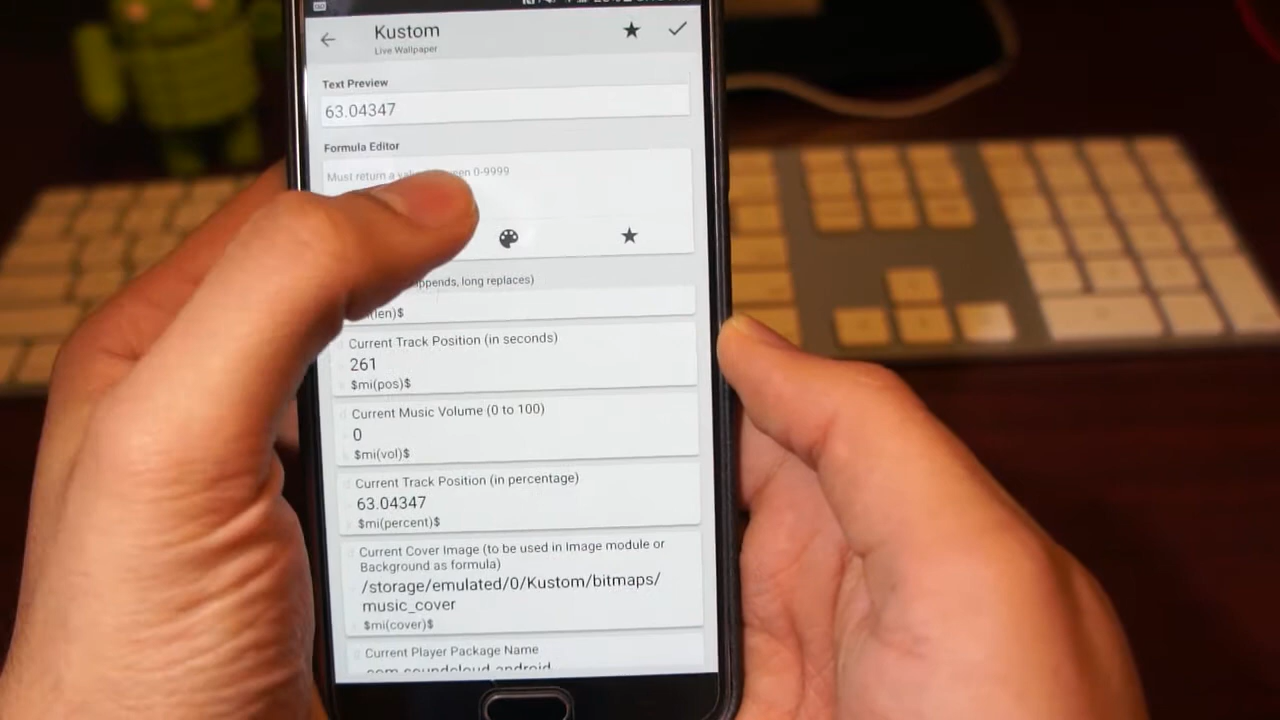 Kustom
Live Wallpaper
Text Preview
63.04347
Formula Editor
Must return a 0-9999
appends, long replaces)
(len)$
Current Track Position (in seconds)
261
$mi(pos)$
Current Music Volume (0 to 100)
0
$mi(vol)$
Current Track Position (in percentage)
63.04347
$mi(percent)$
Current Cover Image (to be used in Image module or
Background as formula)
/storage/emulated/0/Kustom/bitmaps/
music_cover
$mi(cover)$
Current Player Package Name
com.soundcloud.android